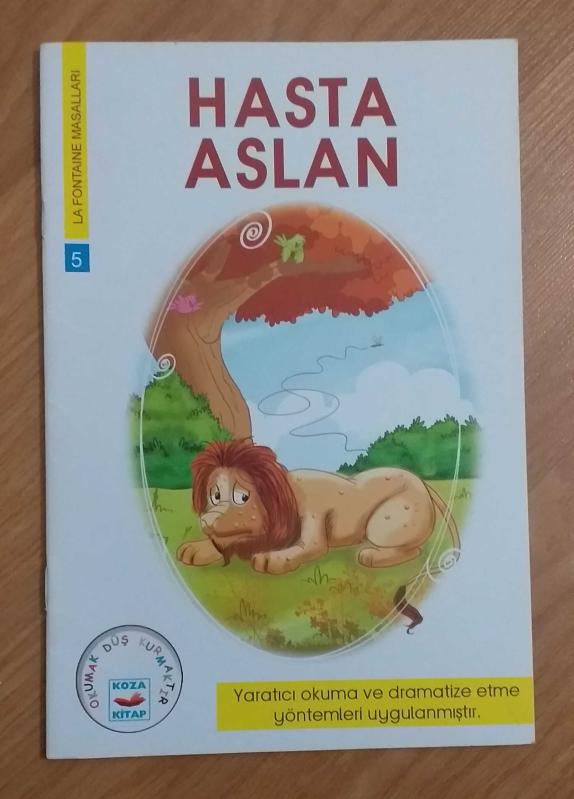 LA FONTAINE MASALLARI
5
HASTA
ASLAN
OKUMAK DÜŞ KURMAKTIR
KOZA
KİTAP
Yaratıcı okuma ve dramatize etme
yöntemleri uygulanmıştır.